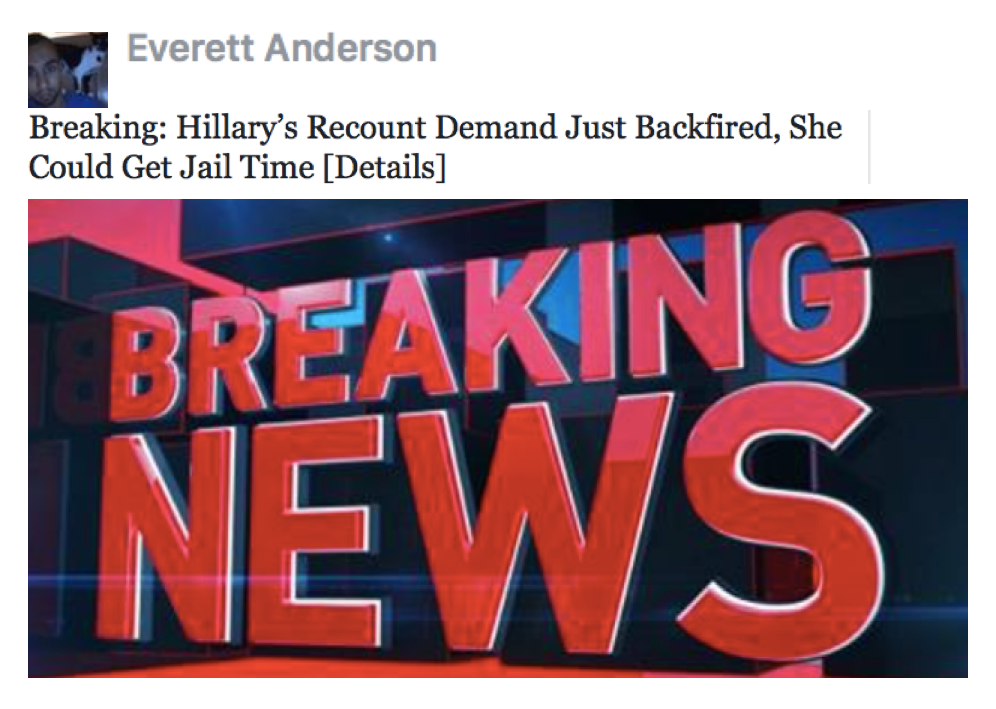 Everett Anderson
Breaking: Hillary’s Recount Demand Just Backfired, She
Could Get Jail Time [Details]
BREAKING
NEWS